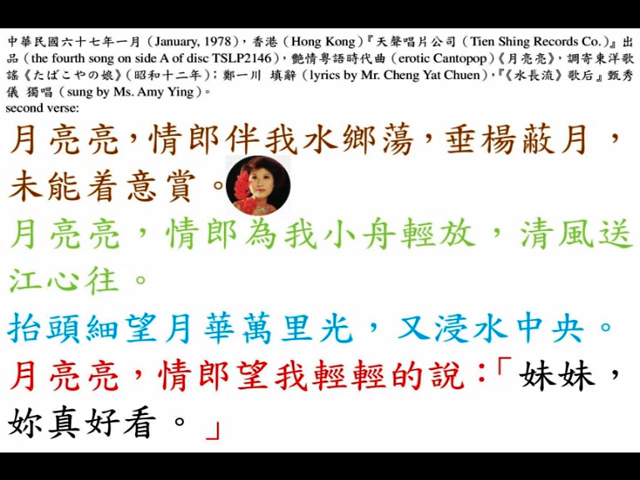 中華民國六十七年一月（January, 1978），香港（Hong Kong）『天聲唱片公司（Tien Shing Records Co.）』出
品（the fourth song on side A of disc TSLP2146），艷情粵語時代曲（erotic Cantopop）《月亮亮》，調寄東洋歌
謠《たばこやの娘》（昭和十二年）；鄭一川 填辭（lyrics by Mr. Cheng Yat Chuen），『《水長流》歌后』甄秀
儀 獨唱（sung by Ms. Amy Ying）。
second verse:
月亮亮，情郎伴我水鄉蕩，垂楊蔽月，
未能着意賞。
月亮亮，情郎為我小舟輕放，清風送
江心往。
抬頭細望月華萬里光，又浸水中央。
月亮亮，情郎望我輕輕的說：「妹妹，
妳真好看。」